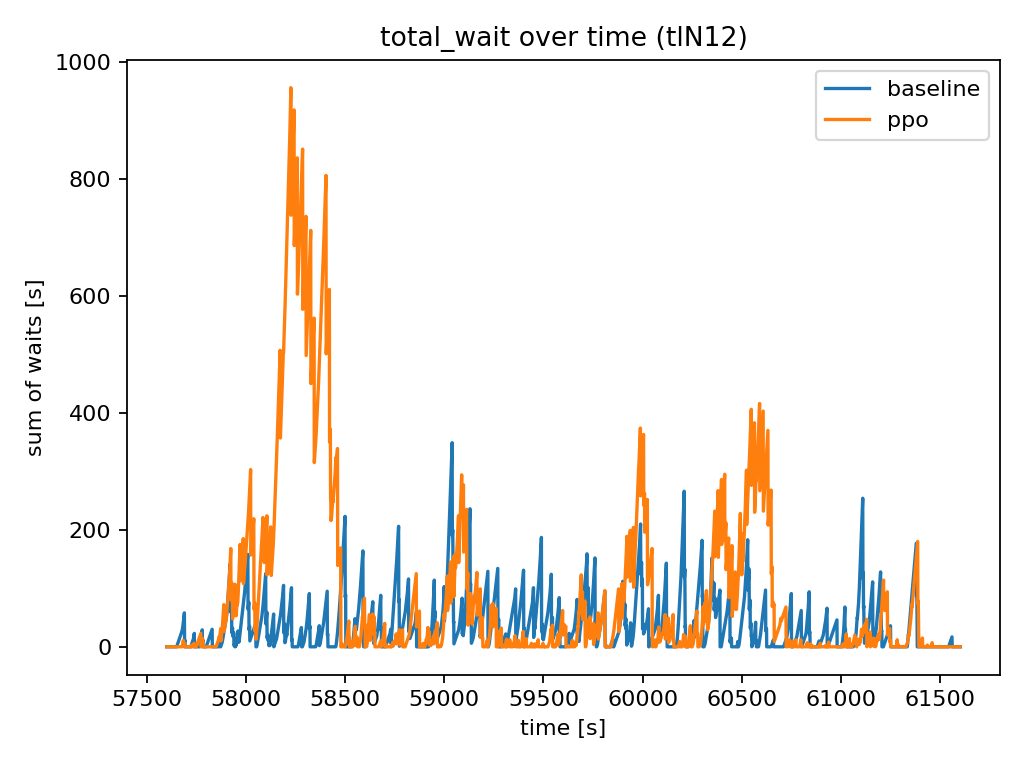 total_wait over time (tlN12)
baseline
ppo
sum of waits [s]
1000
800
600
400
200
0
57500 58000 58500 59000 59500 60000 60500 61000 61500
time [s]